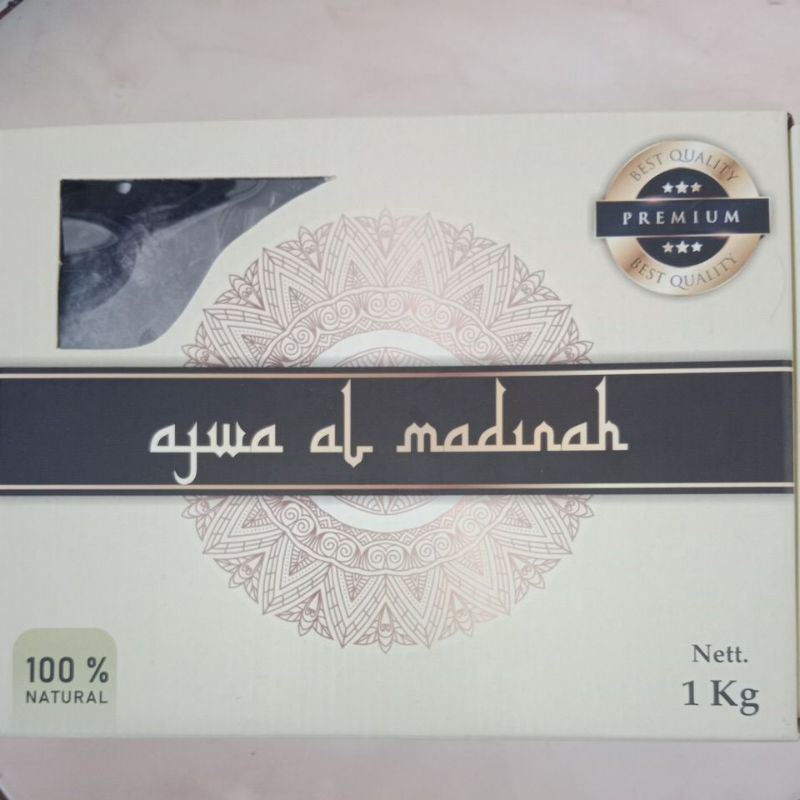 BEST QUALITY
PREMIUM
BEST QUALITY
ajwa al madinah
100 %
NATURAL
Nett.
1 Kg